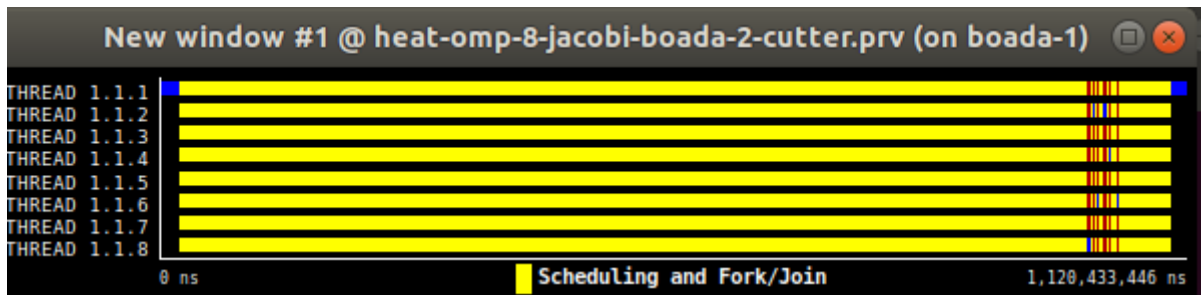 New window #1 @ heat-omp-8-jacobi-boada-2-cutter.prv (on boada-1)
THREAD 1.1.1
THREAD 1.1.2
THREAD 1.1.3
THREAD 1.1.4
THREAD 1.1.5
THREAD 1.1.6
THREAD 1.1.7
THREAD 1.1.8
0 ns Scheduling and Fork/Join 1,120,433,446 ns